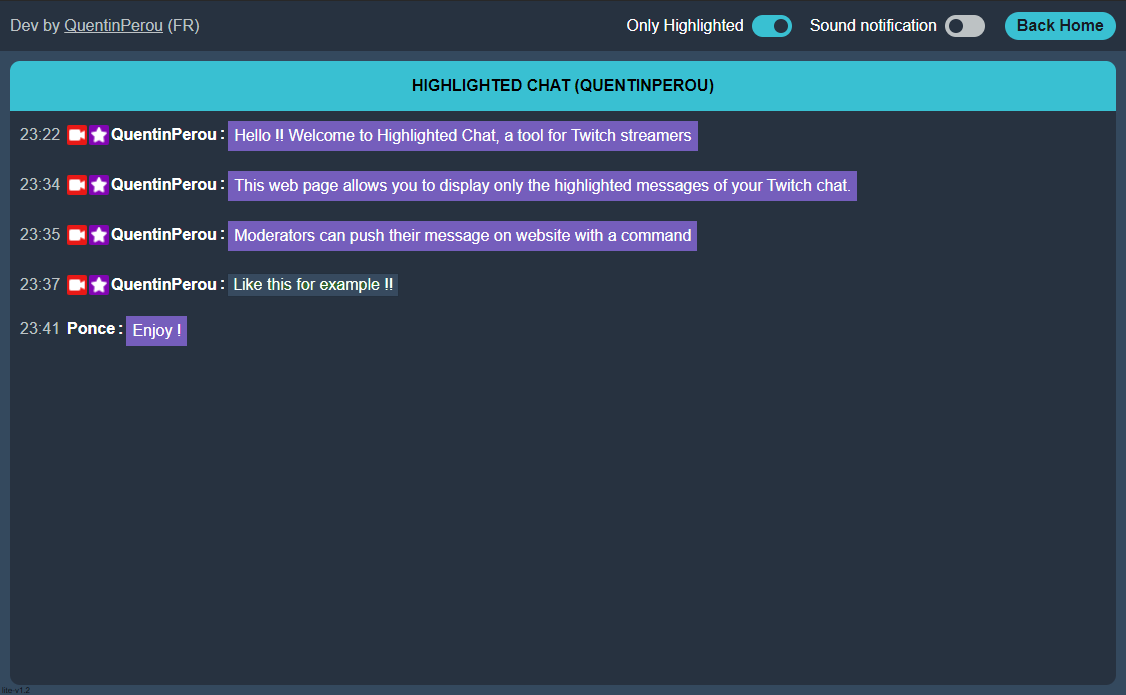 Dev by QuentinPerou (FR) Only Highlighted Sound notification Back Home
HIGHLIGHTED CHAT (QUENTINPEROU)
23:22 QuentinPerou : Hello !! Welcome to Highlighted Chat, a tool for Twitch streamers
23:34 QuentinPerou : This web page allows you to display only the highlighted messages of your Twitch chat.
23:35 QuentinPerou : Moderators can push their message on website with a command
23:37 QuentinPerou : Like this for example !!
23:41 Ponce : Enjoy !
lite v1.2